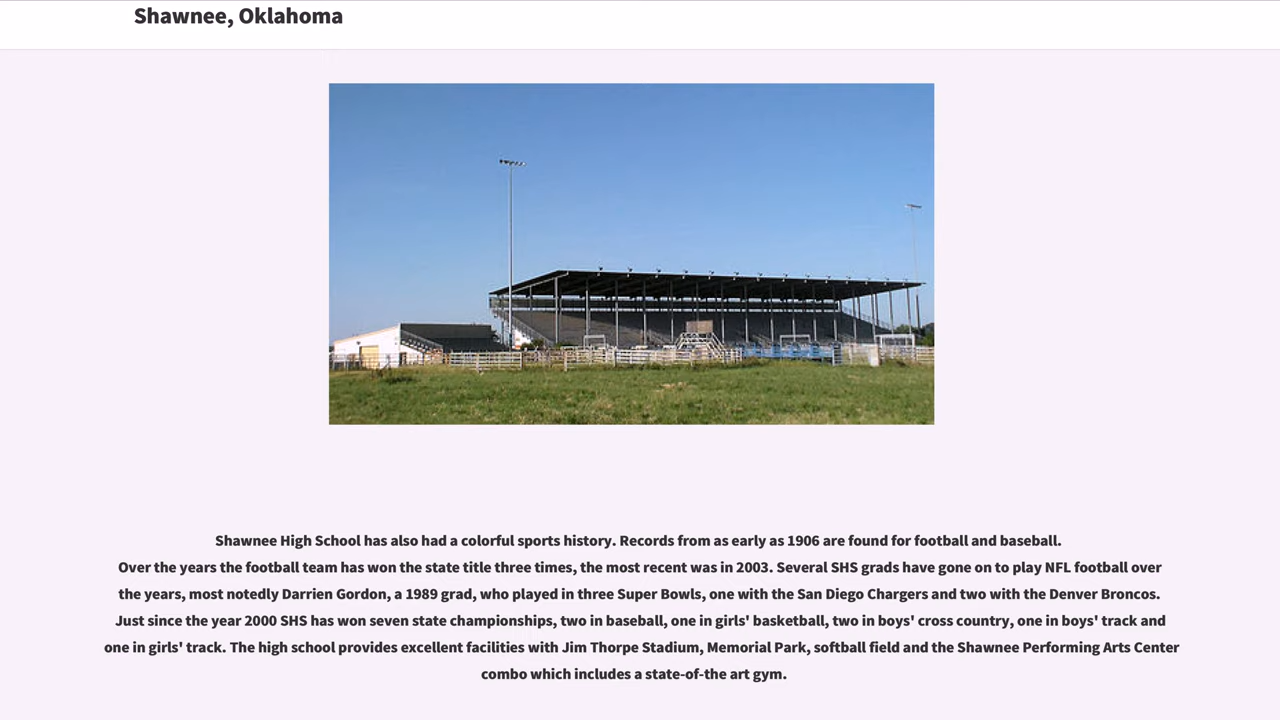 Shawnee, Oklahoma
Shawnee High School has also had a colorful sports history. Records from as early as 1906 are found for football and baseball.
Over the years the football team has won the state title three times, the most recent was in 2003. Several SHS grads have gone on to play NFL football over
the years, most notedly Darrien Gordon, a 1989 grad, who played in three Super Bowls, one with the San Diego Chargers and two with the Denver Broncos.
Just since the year 2000 SHS has won seven state championships, two in baseball, one in girls' basketball, two in boys' cross country, one in boys' track and
one in girls' track. The high school provides excellent facilities with Jim Thorpe Stadium, Memorial Park, softball field and the Shawnee Performing Arts Center
combo which includes a state-of-the art gym.